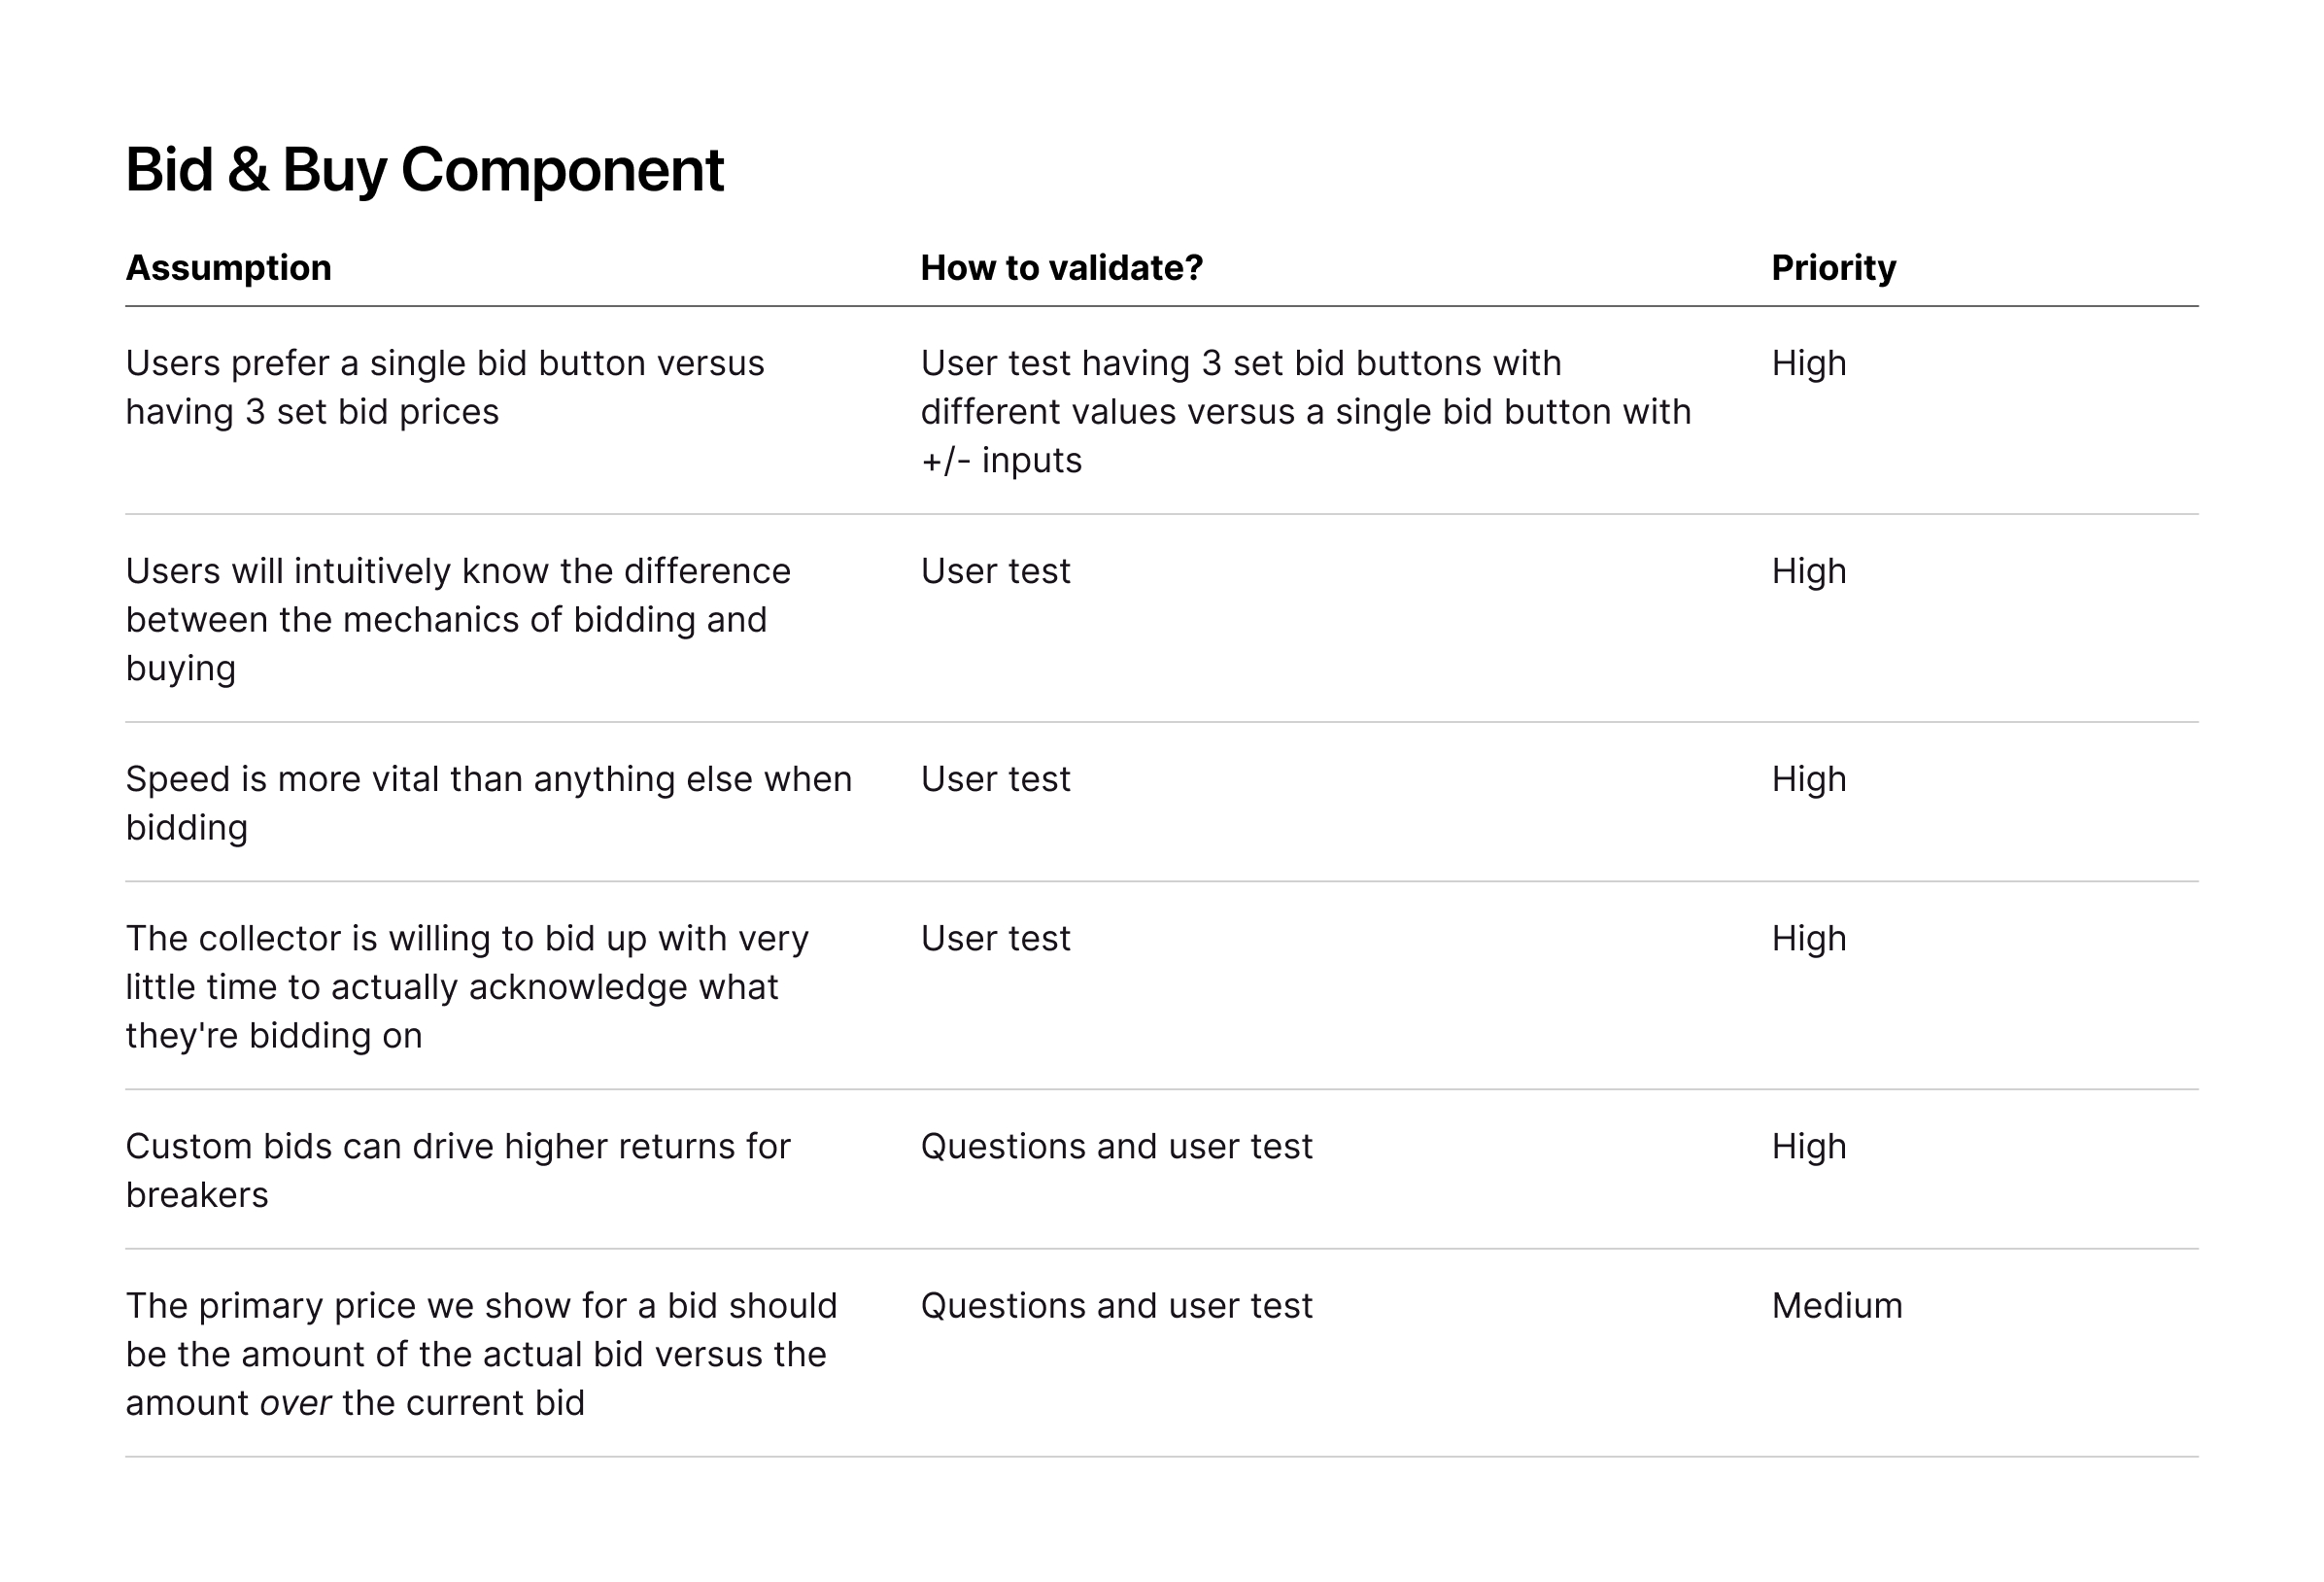 Bid & Buy Component
Assumption How to validate? Priority
Users prefer a single bid button versus
having 3 set bid prices
User test having 3 set bid buttons with
different values versus a single bid button with
+/- inputs
High
Users will intuitively know the difference
between the mechanics of bidding and
buying
User test
High
Speed is more vital than anything else when
bidding
User test
High
The collector is willing to bid up with very
little time to actually acknowledge what
they're bidding on
User test
High
Custom bids can drive higher returns for
breakers
Questions and user test
High
The primary price we show for a bid should
be the amount of the actual bid versus the
amount over the current bid
Questions and user test
Medium